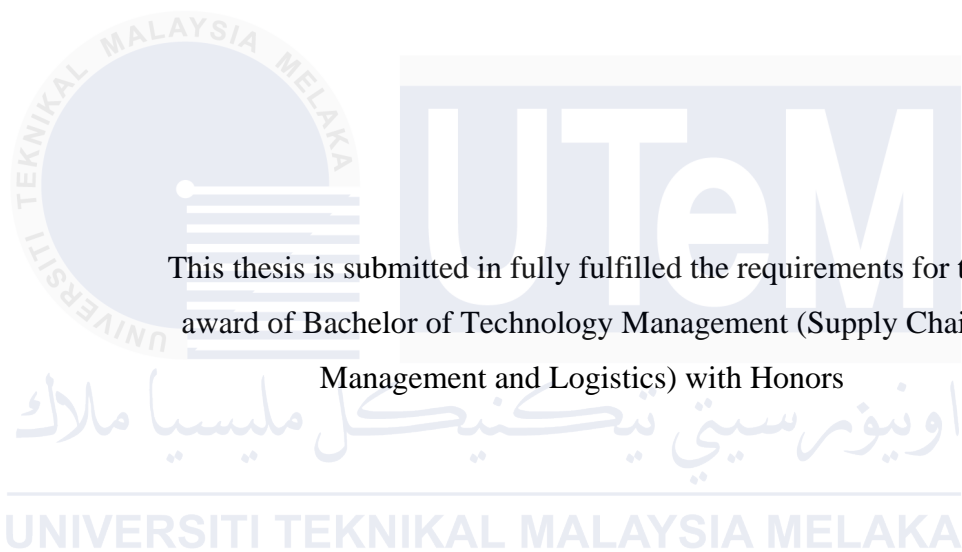 UNIVERSITI TEKNIKAL MALAYSIA MELAKA
UTeM
This thesis is submitted in fully fulfilled the requirements for t
award of Bachelor of Technology Management (Supply Chai
Management and Logistics) with Honors
اونيۏرسيتي تيكنيكل مليسيا ملاك
UNIVERSITI TEKNIKAL MALAYSIA MELAKA